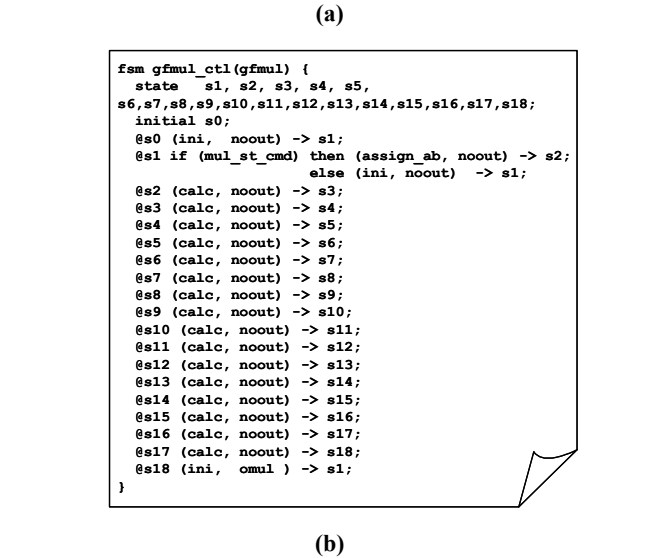 (a)
fsm gfmul_ctl(gfmul) {
state s1, s2, s3, s4, s5,
s6,s7,s8,s9,s10,s11,s12,s13,s14,s15,s16,s17,s18;
initial s0;
@s0 (ini, noout) -> s1;
@s1 if (mul_st_cmd) then (assign_ab, noout) -> s2;
else (ini, noout) -> s1;
@s2 (calc, noout) -> s3;
@s3 (calc, noout) -> s4;
@s4 (calc, noout) -> s5;
@s5 (calc, noout) -> s6;
@s6 (calc, noout) -> s7;
@s7 (calc, noout) -> s8;
@s8 (calc, noout) -> s9;
@s9 (calc, noout) -> s10;
@s10 (calc, noout) -> s11;
@s11 (calc, noout) -> s12;
@s12 (calc, noout) -> s13;
@s13 (calc, noout) -> s14;
@s14 (calc, noout) -> s15;
@s15 (calc, noout) -> s16;
@s16 (calc, noout) -> s17;
@s17 (calc, noout) -> s18;
@s18 (ini, omul ) -> s1;
}
(b)